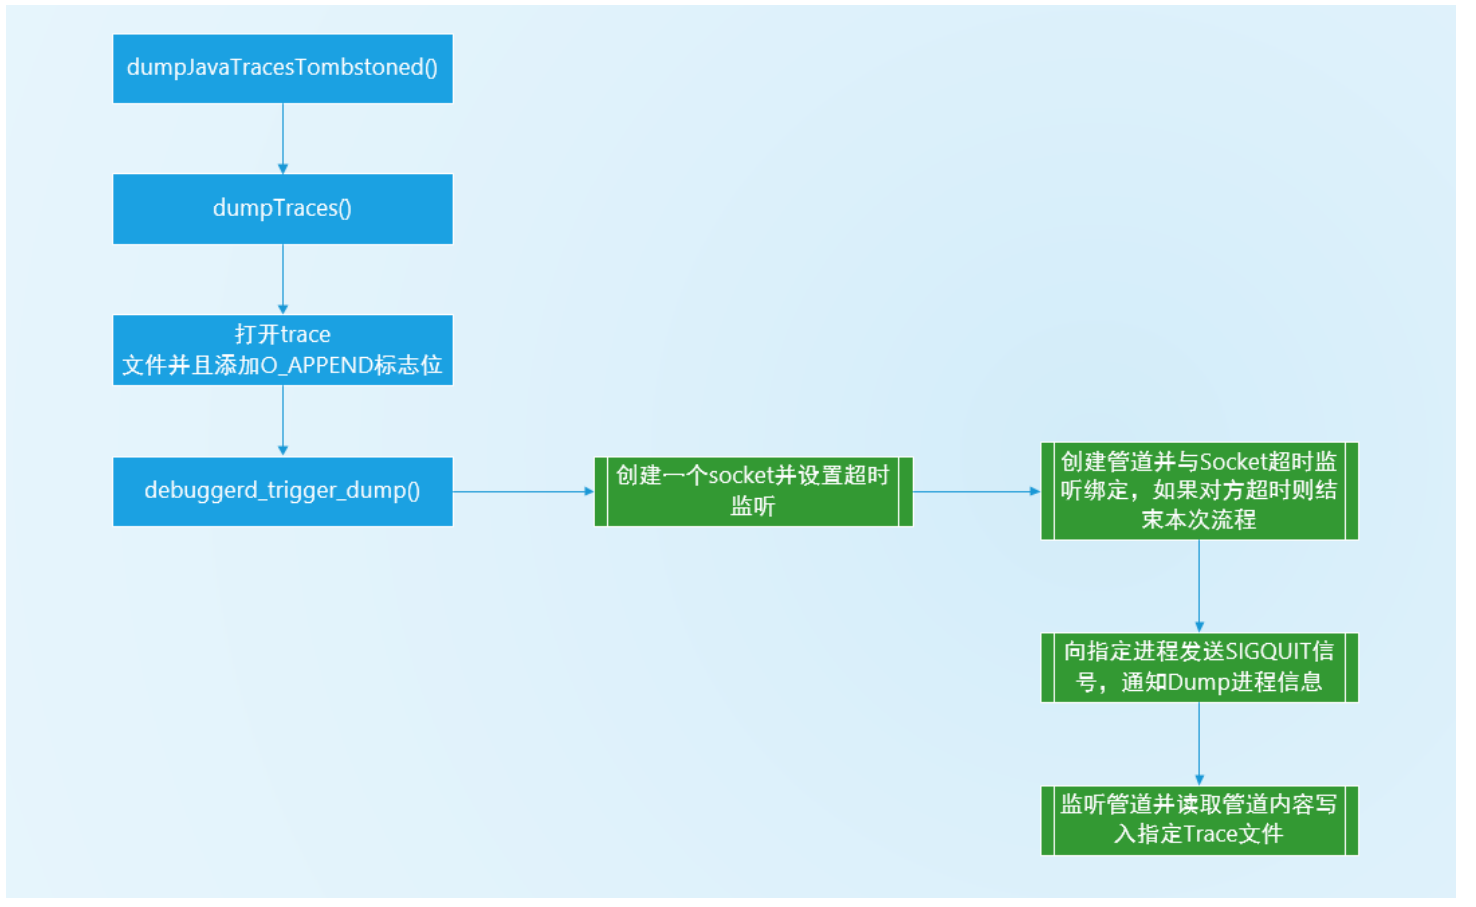 dumpJavaTracesTombstoned()
dumpTraces()
打开trace
文件并且添加O_APPEND标志位
debuggerd_trigger_dump()
创建一个socket并设置超时
监听
创建管道并与Socket超时监
听绑定，如果对方超时则结
束本次流程
向指定进程发送SIGQUIT信
号，通知Dump进程信息
监听管道并读取管道内容写
入指定Trace文件